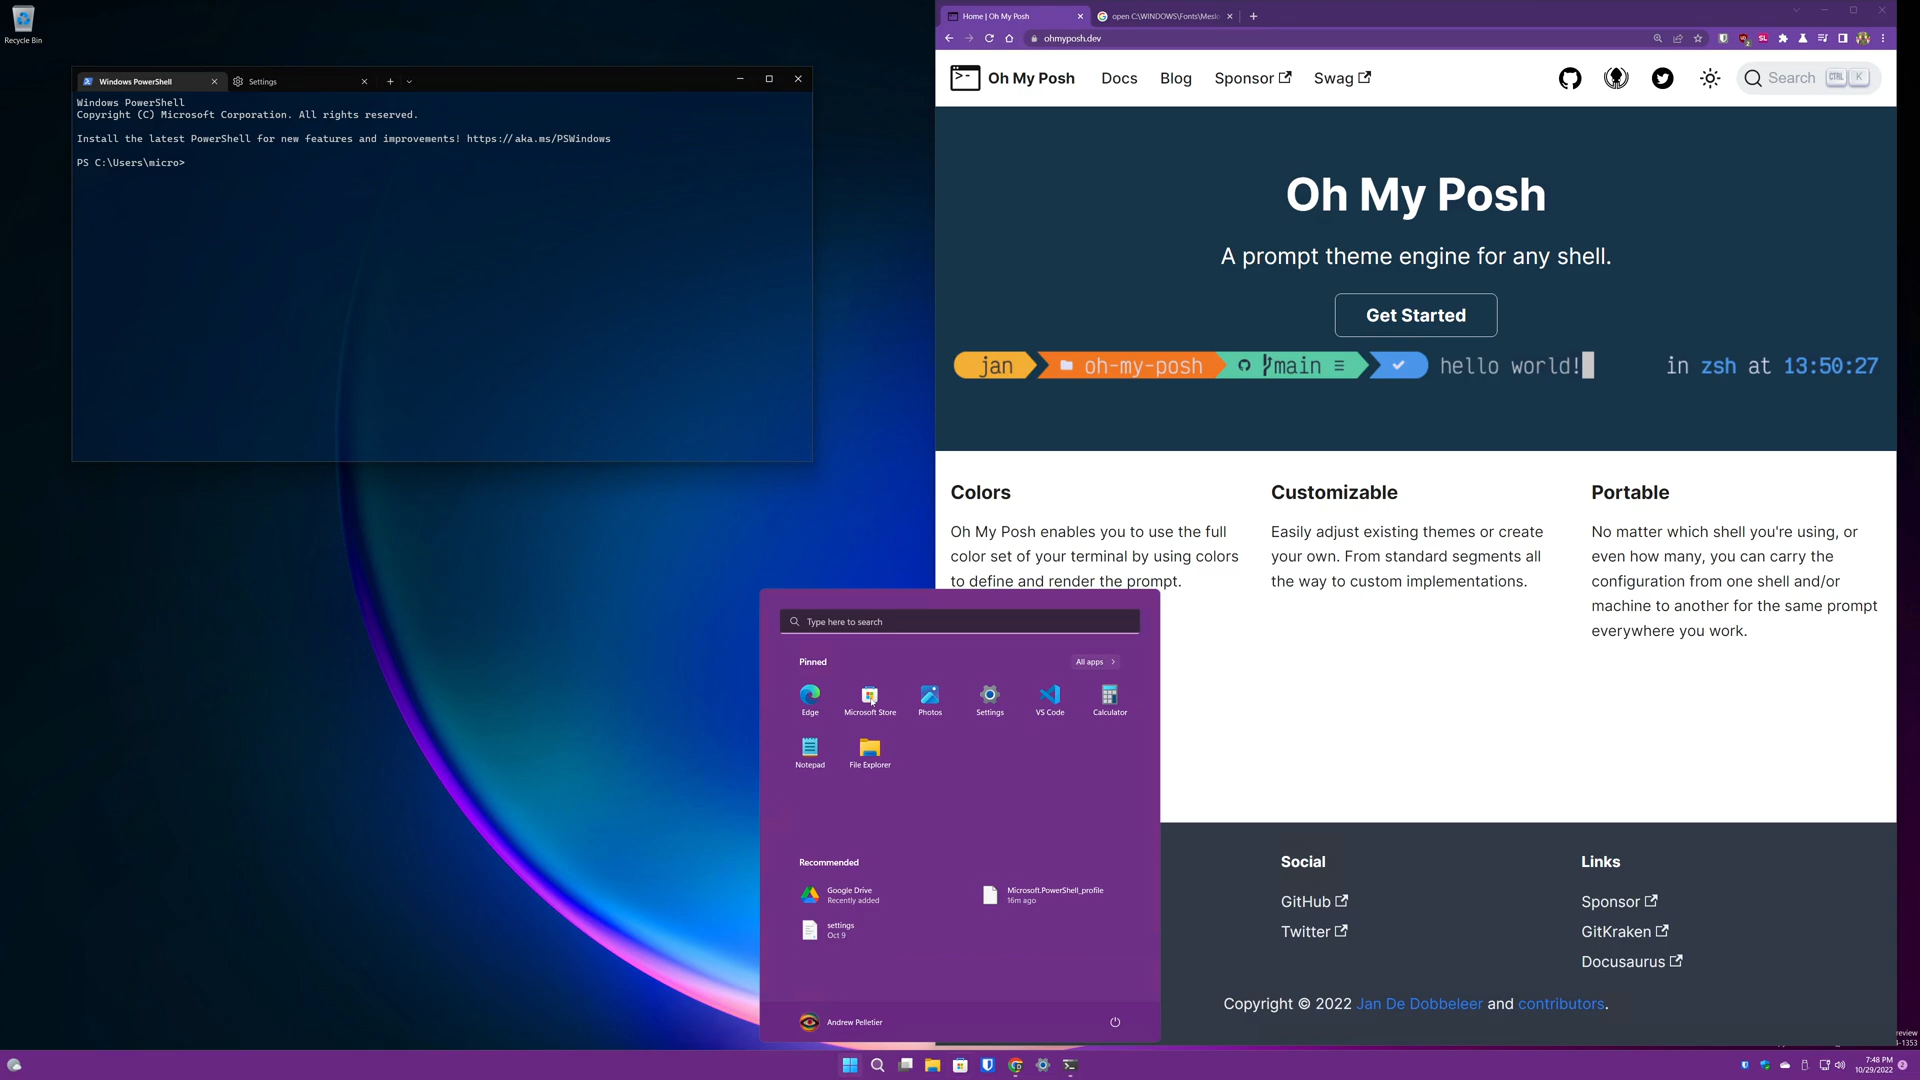 Recycle Bin
Windows PowerShell
Settings
Windows PowerShell
Copyright (C) Microsoft Corporation. All rights reserved.
Install the latest PowerShell for new features and improvements! https://aka.ms/PSWindows
PS C:\Users\micro>
Home | Oh My Posh
open C:\WINDOWS\Fonts\Meslo
ohmyposh.dev
Oh My Posh
Docs
Blog
Sponsor
Swag
Search
CTRL
K
Oh My Posh
A prompt theme engine for any shell.
Get Started
jan oh-my-posh main hello world! in zsh at 13:50:27
Colors
Oh My Posh enables you to use the full
color set of your terminal by using colors
to define and render the prompt.
Customizable
Easily adjust existing themes or create
your own. From standard segments all
the way to custom implementations.
Portable
No matter which shell you're using, or
even how many, you can carry the
configuration from one shell and/or
machine to another for the same prompt
everywhere you work.
Type here to search
Pinned
All apps
Edge
Microsoft Store
Photos
Settings
VS Code
Calculator
Notepad
File Explorer
Recommended
Google Drive
Recently added
Microsoft.PowerShell_profile
16m ago
settings
Oct 9
Andrew Pelletier
Social
GitHub
Twitter
Links
Sponsor
GitKraken
Docusaurus
Copyright © 2022 Jan De Dobbeleer and contributors.
7:48 PM
10/29/2022
2